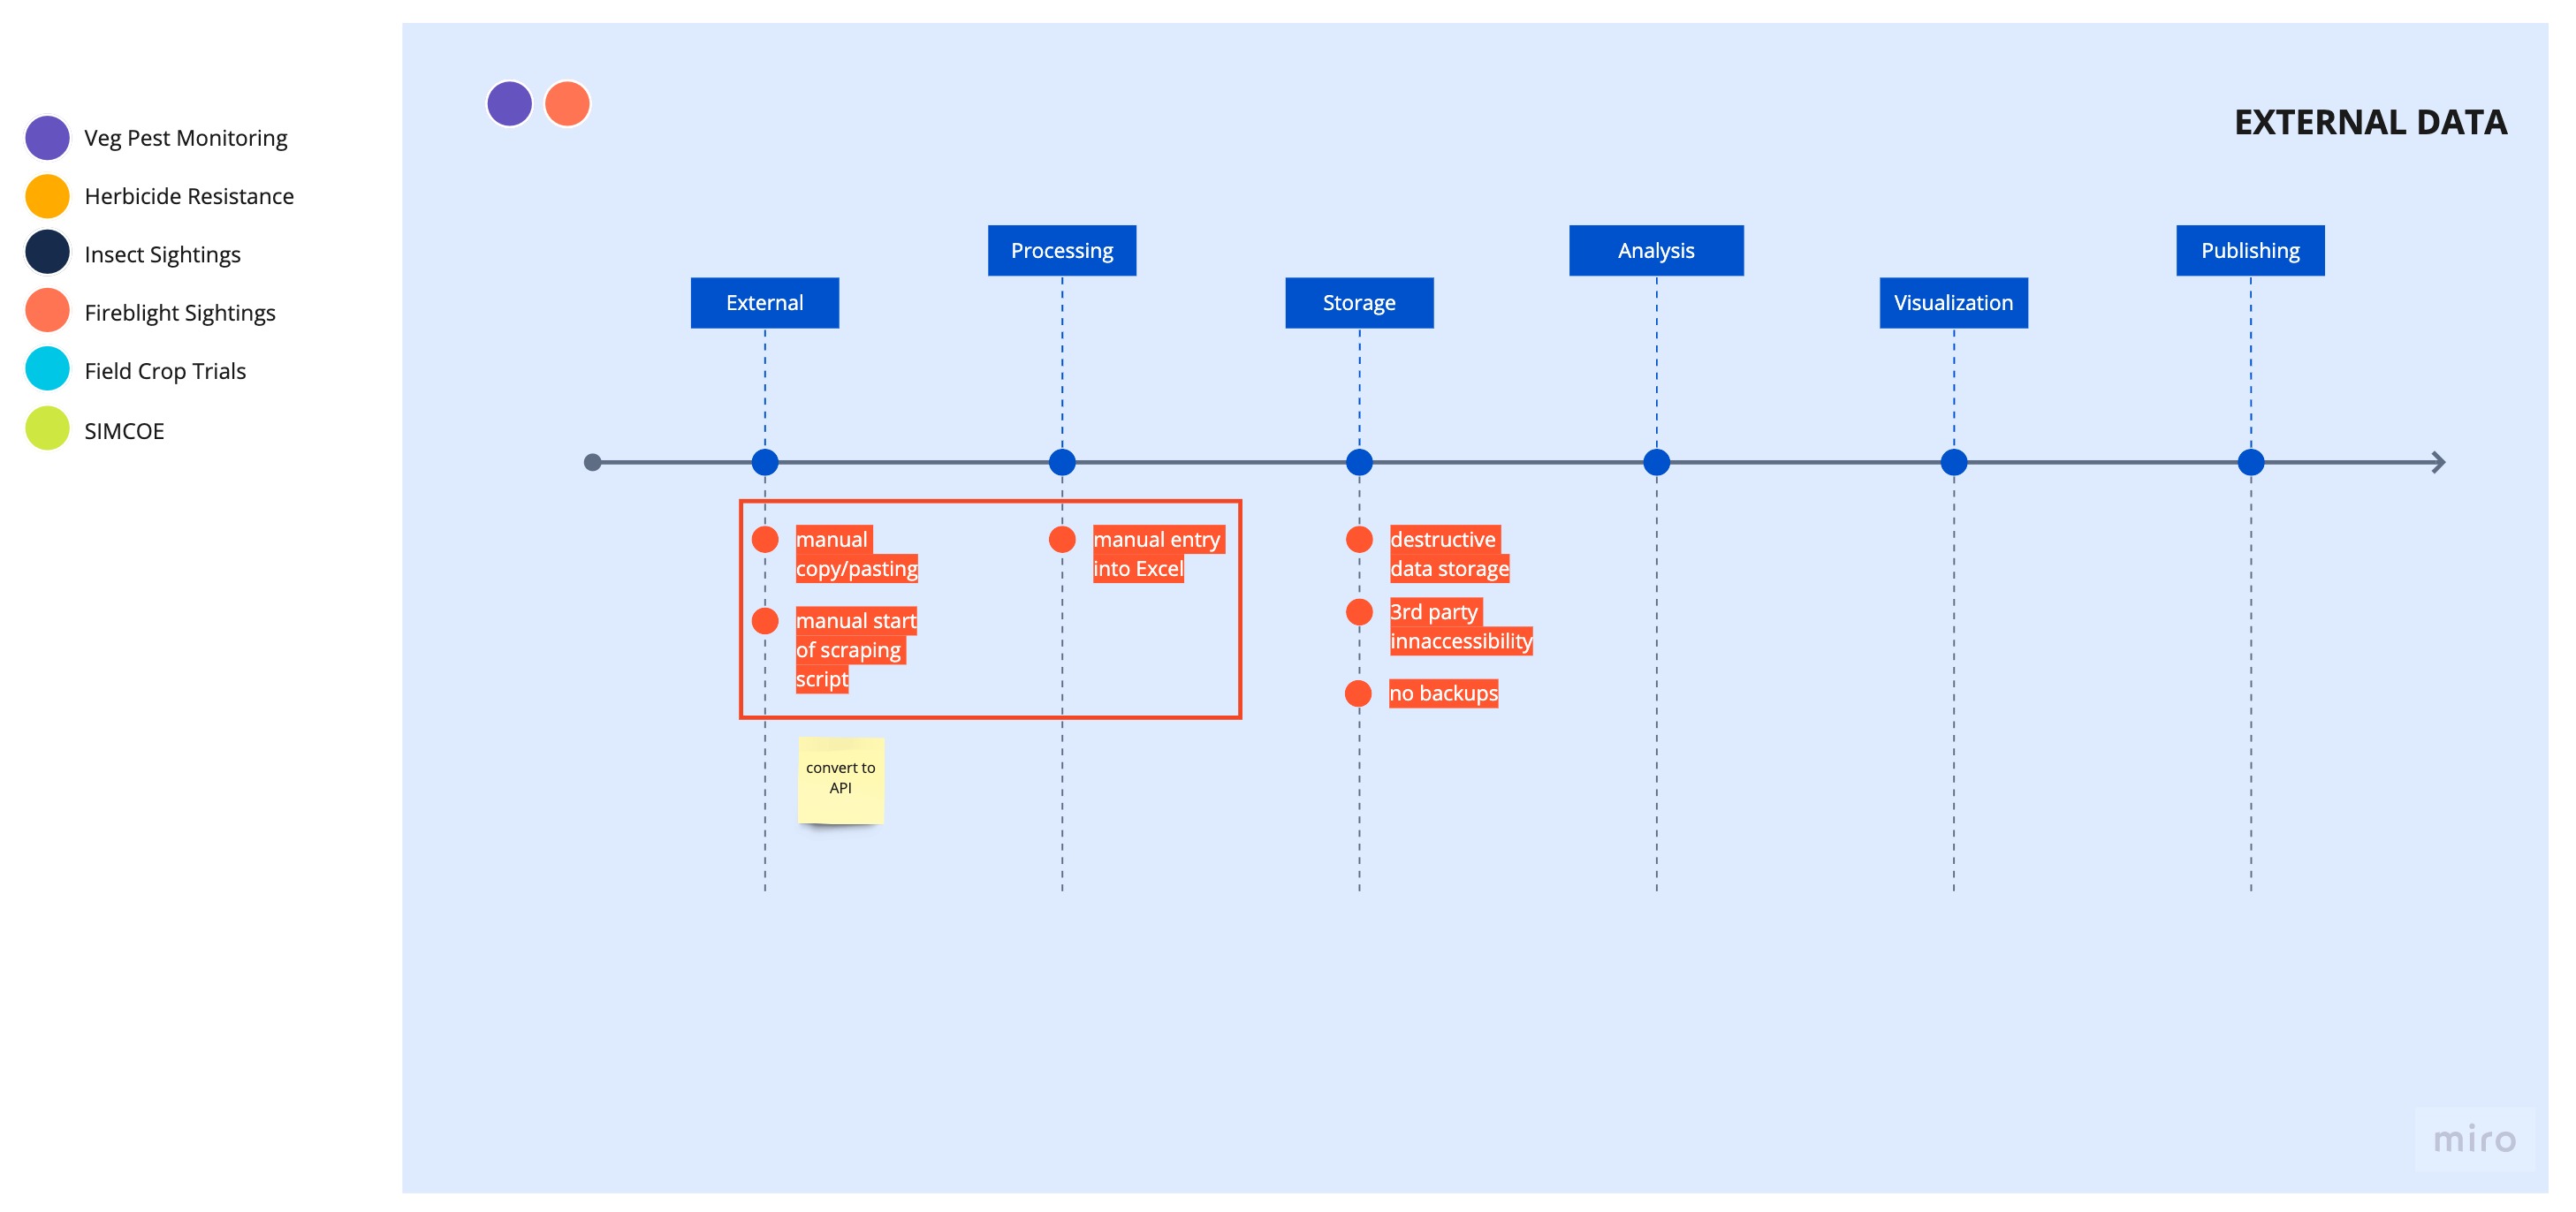 EXTERNAL DATA
Veg Pest Monitoring
Herbicide Resistance
Insect Sightings
Fireblight Sightings
Field Crop Trials
SIMCOE
External
Processing
Storage
Analysis
Visualization
Publishing
manual
copy/pasting
manual start
of scraping
script
manual entry
into Excel
destructive
data storage
3rd party
innaccessibility
no backups
convert to
API
miro